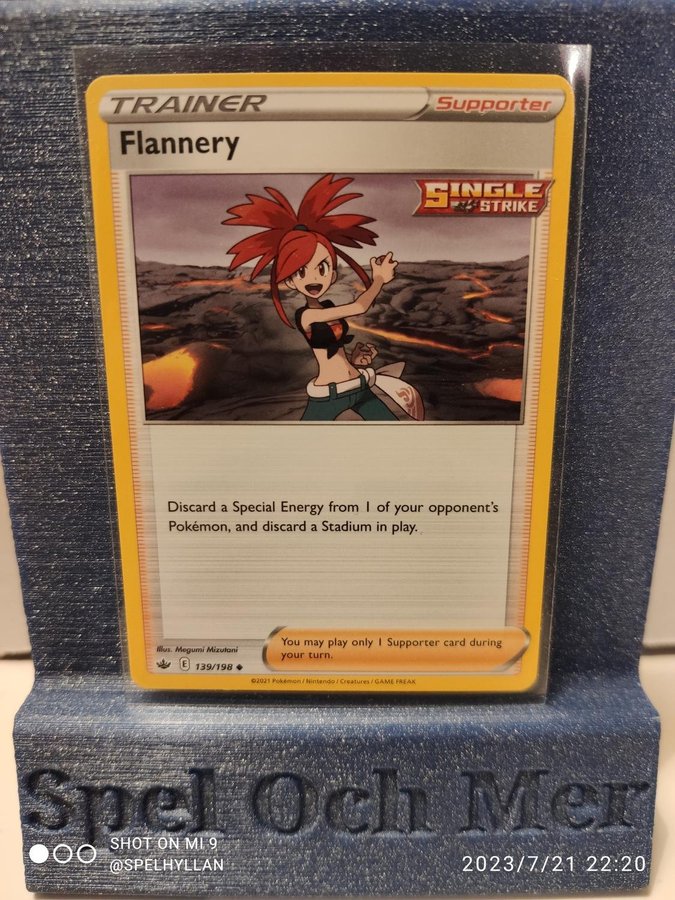 TRAINER
Supporter
Flannery
SINGLE
STRIKE
Discard a Special Energy from 1 of your opponent's
Pokémon, and discard a Stadium in play.
Illus. Megumi Mizutani
E 139/198
You may play only 1 Supporter card during
your turn.
©2021 Pokémon / Nintendo / Creatures / GAME FREAK
Spel Och Mer
SHOT ON MI 9
@SPELHYLLAN
2023/7/21 22:20